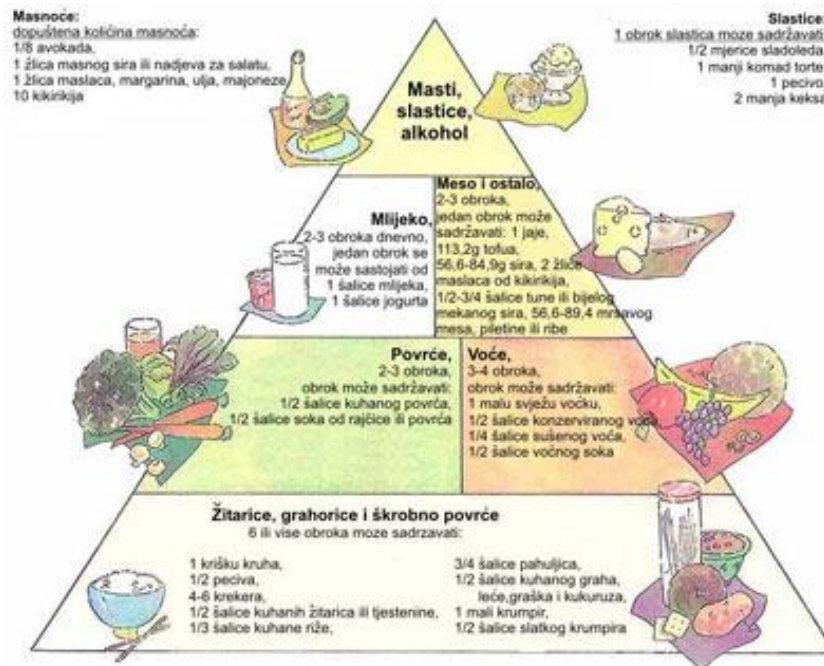 Masnoće:
dopuštena količina masnoća:
1/8 avokada,
1 žlica masnog sira ili nadjeva za salatu,
1 žlica maslaca, margarina, ulja, majoneze
10 kikirikija
Slastice:
1 obrok slastica moze sadržavati
1/2 mjerice sladoleda
1 manji komad torte
1 pecivo
2 manja keksa
Masti,
slastice,
alkohol
Mlijeko,
2-3 obroka dnevno,
jedan obrok se
može sastojati od
1 šalice mlijeka,
1 šalice jogurta
Meso i ostalo,
2-3 obroka,
jedan obrok može
sadržavati: 1 jaje,
113,2g tofua,
56,6-84,9g sira, 2 žlice
maslaca od kikirikija,
1/2-3/4 šalice tune ili bijelog
mekanog sira, 56,6-89,4 mrsavog
mesa, piletine ili ribe
Povrće,
2-3 obroka,
obrok može sadržavati:
1/2 šalice kuhanog povrća,
1/2 šalice soka od rajčice ili povrća
Voće,
3-4 obroka,
obrok može sadržavati:
1 malu svježu voćku,
1/2 šalice konzerviranog voća
1/4 šalice sušenog voća,
1/2 šalice voćnog soka
Žitarice, grahorice i škrobno povrće
6 ili vise obroka moze sadrzavati:
1 krišku kruha,
1/2 peciva,
4-6 krekera,
1/2 šalice kuhanih žitarica ili tjestenine,
1/3 šalice kuhane riže,
3/4 šalice pahuljica,
1/2 šalice kuhanog graha,
leće,graška i kukuruza,
1 mali krumpir,
1/2 šalice slatkog krumpira